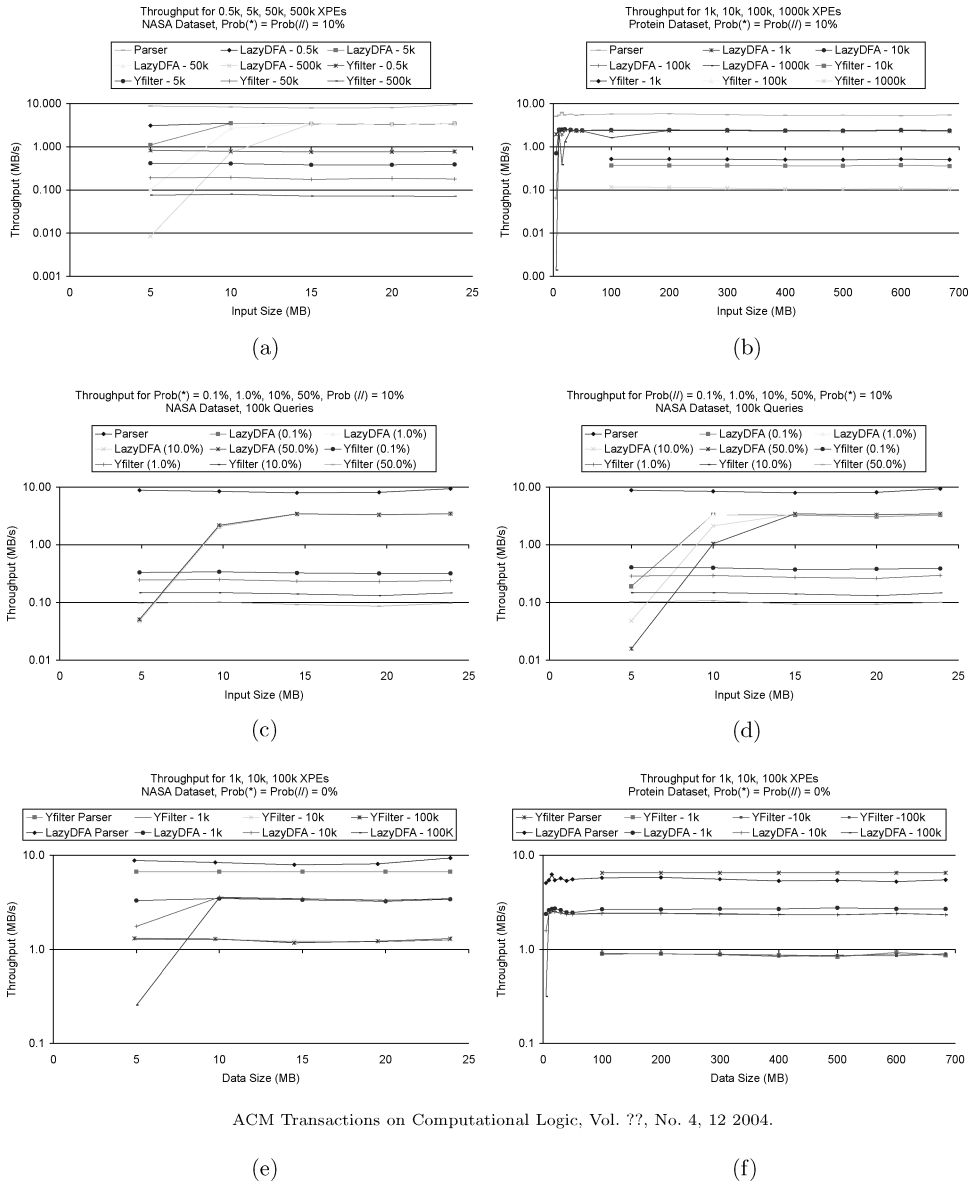 Throughput for 0.5k, 5k, 50k, 500k XPEs
NASA Dataset, Prob(*) = Prob(//) = 10%
Parser LazyDFA - 0.5k LazyDFA - 5k
LazyDFA - 50k LazyDFA - 500k Yfilter - 0.5k
Yfilter - 5k Yfilter - 50k Yfilter - 500k
10.000
1.000
0.100
0.010
0.001
Throughput (MB/s)
0 5 10 15 20 25
Input Size (MB)
(a)
Throughput for 1k, 10k, 100k, 1000k XPEs
Protein Dataset, Prob(*) = Prob(//) = 10%
Parser LazyDFA - 1k LazyDFA - 10k
LazyDFA - 100k LazyDFA - 1000k Yfilter - 10k
Yfilter - 1k Yfilter - 100k Yfilter - 1000k
10.000
1.000
0.100
0.010
0.00
Throughput (MB/s)
0 100 200 300 400 500 600 700
Input Size (MB)
(b)
Throughput for Prob(*) = 0.1%, 1.0%, 10%, 50%, Prob (//) = 10%
NASA Dataset, 100k Queries
Parser LazyDFA (0.1%) LazyDFA (1.0%)
LazyDFA (10.0%) LazyDFA (50.0%) Yfilter (0.1%)
Yfilter (1.0%) Yfilter (10.0%) Yfilter (50.0%)
10.00
1.00
0.10
0.01
Throughput (MB/s)
0 5 10 15 20 25
Input Size (MB)
(c)
Throughput for Prob(//) = 0.1%, 1.0%, 10%, 50%, Prob(*) = 10%
NASA Dataset, 100k Queries
Parser LazyDFA (0.1%) LazyDFA (1.0%)
LazyDFA (10.0%) LazyDFA (50.0%) Yfilter (0.1%)
Yfilter (1.0%) Yfilter (10.0%) Yfilter (50.0%)
10.00
1.00
0.10
0.01
Throughput (MB/s)
0 5 10 15 20 25
Input Size (MB)
(d)
Throughput for 1k, 10k, 100k XPEs
NASA Dataset, Prob(*) = Prob(//) = 0%
Yfilter Parser YFilter - 1k YFilter - 10k YFilter - 100k
LazyDFA Parser LazyDFA - 1k LazyDFA - 10k LazyDFA - 100K
10.0
1.0
0.1
Throughput (MB/s)
0 5 10 15 20 25
Data Size (MB)
Throughput for 1k, 10k, 100k XPEs
Protein Dataset, Prob(*) = Prob(//) = 0%
Yfilter Parser YFilter - 1k YFilter -10k YFilter -100k
LazyDFA Parser LazyDFA - 1k LazyDFA - 10k LazyDFA - 100k
10.0
1.0
0.1
Throughput (MB/s)
0 100 200 300 400 500 600 700
Data Size (MB)
ACM Transactions on Computational Logic, Vol. ??, No. 4, 12 2004.
(e)
(f)